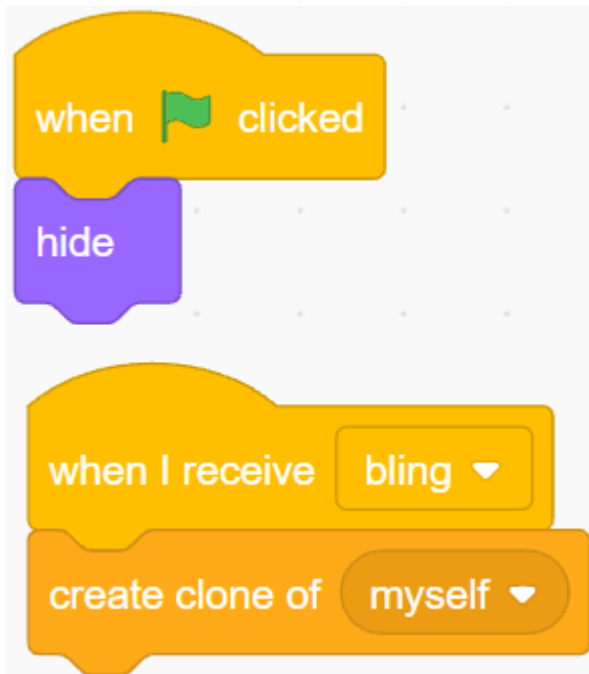 when clicked
hide
when I receive bling
create clone of myself